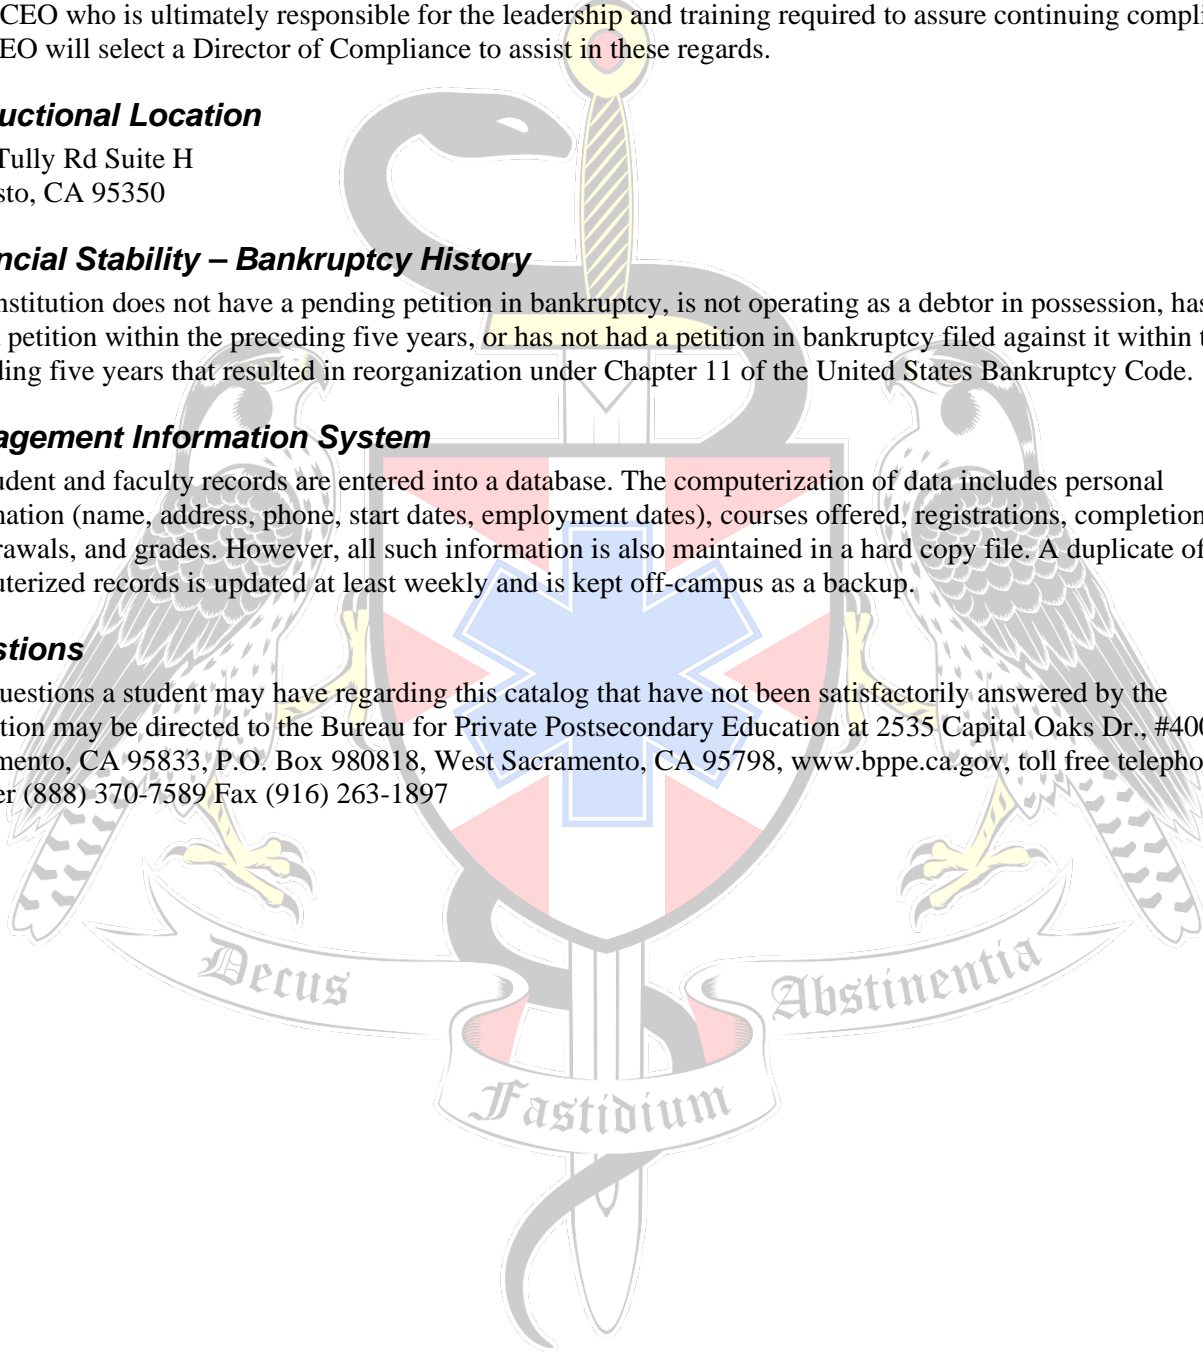 CEO who is ultimately responsible for the leadership and training required to assure continuing compli
EO will select a Director of Compliance to assist in these regards.
uctional Location
Tully Rd Suite H
sto, CA 95350
ncial Stability – Bankruptcy History
nstitution does not have a pending petition in bankruptcy, is not operating as a debtor in possession, has
petition within the preceding five years, or has not had a petition in bankruptcy filed against it within t
ding five years that resulted in reorganization under Chapter 11 of the United States Bankruptcy Code.
agement Information System
udent and faculty records are entered into a database. The computerization of data includes personal
mation (name, address, phone, start dates, employment dates), courses offered, registrations, completion
rawals, and grades. However, all such information is also maintained in a hard copy file. A duplicate of
uterized records is updated at least weekly and is kept off-campus as a backup.
stions
uestions a student may have regarding this catalog that have not been satisfactorily answered by the
tion may be directed to the Bureau for Private Postsecondary Education at 2535 Capital Oaks Dr., #400
mento, CA 95833, P.O. Box 980818, West Sacramento, CA 95798, www.bppe.ca.gov, toll free telepho
er (888) 370-7589 Fax (916) 263-1897
Decus
Abstinentia
Fastidium